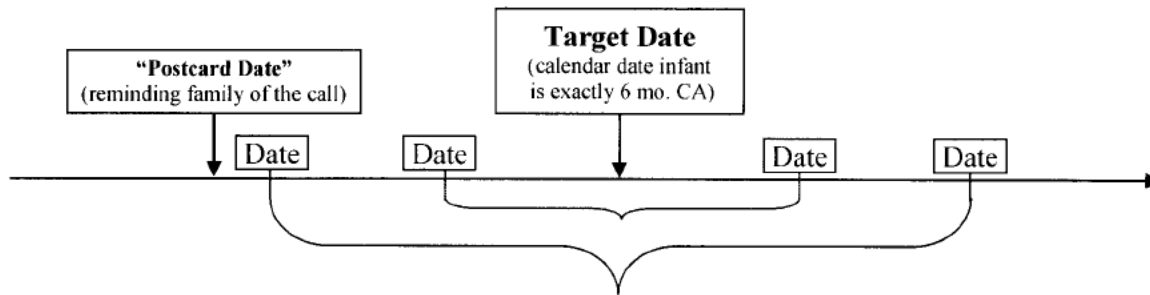 Target Date
(calendar date infant
is exactly 6 mo. CA)
“Postcard Date”
(reminding family of the call)
Date
Date
Date
Date